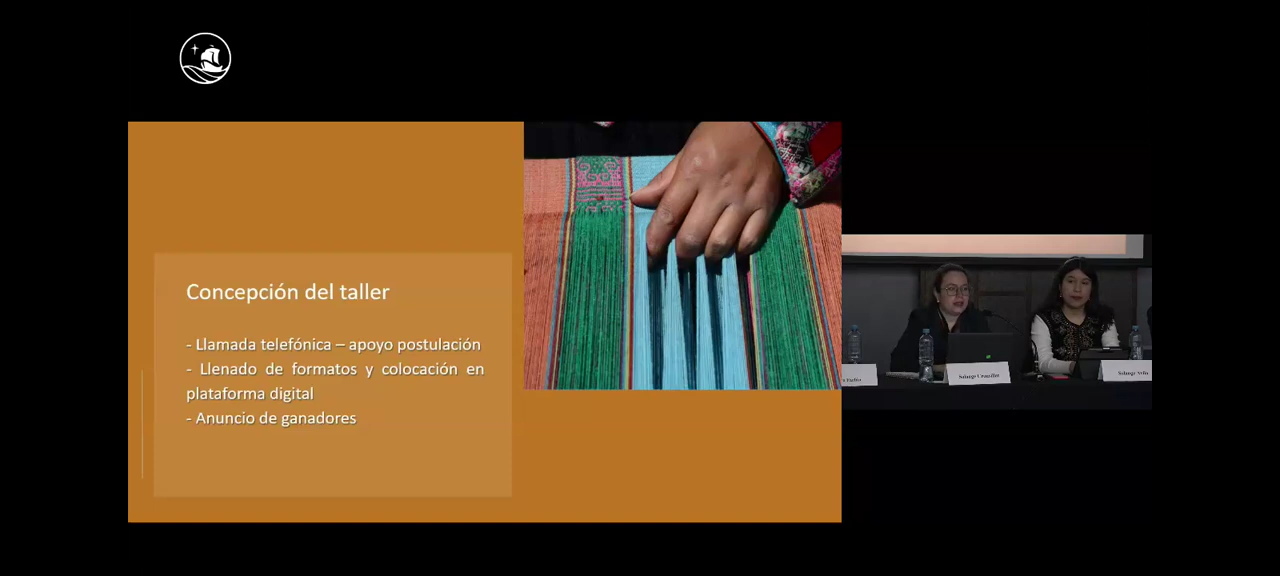 Concepción del taller
- Llamada telefónica – apoyo postulación
- Llenado de formatos y colocación en
plataforma digital
- Anuncio de ganadores